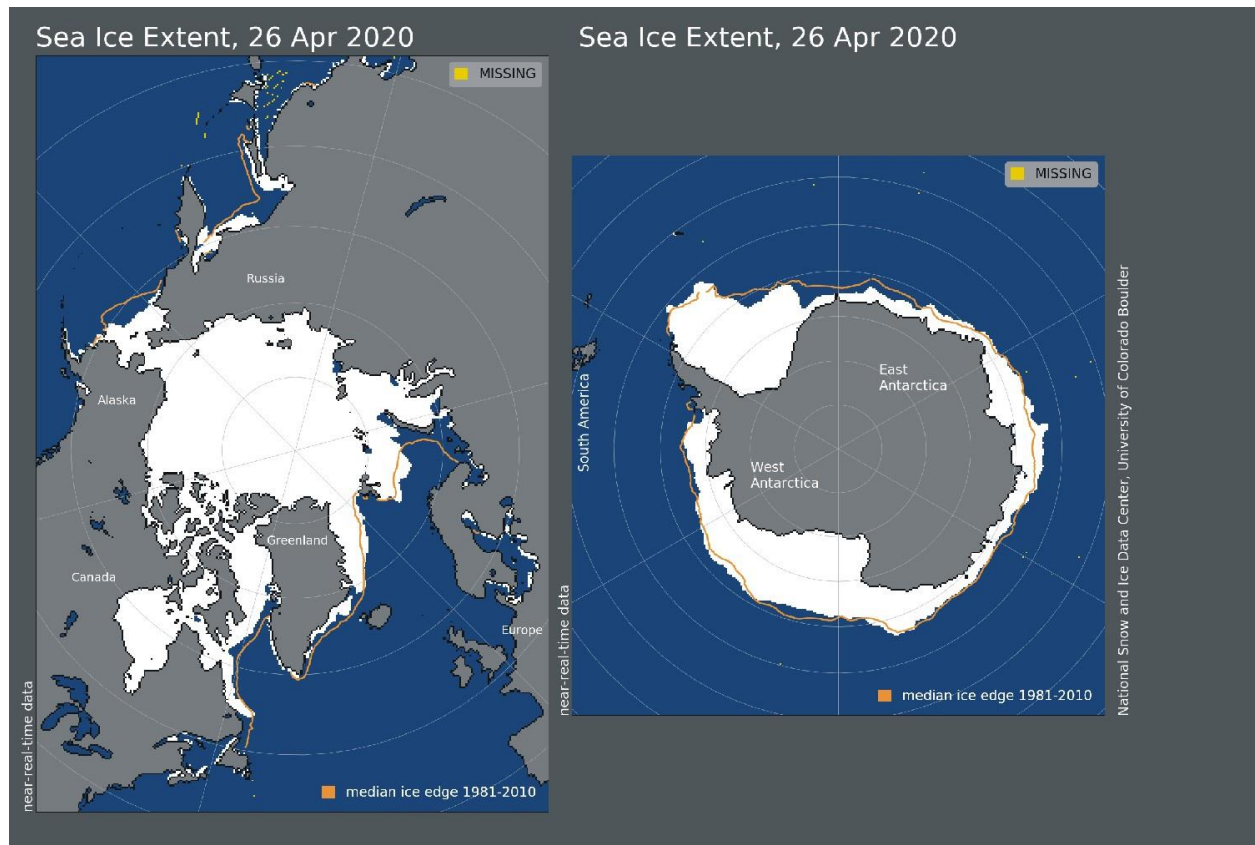 Sea Ice Extent, 26 Apr 2020
MISSING
Russia
Alaska
Greenland
Canada
Europe
near-real-time data
median ice edge 1981-2010
Sea Ice Extent, 26 Apr 2020
MISSING
East
Antarctica
South America
West
Antarctica
near-real-time data
median ice edge 1981-2010
National Snow and Ice Data Center, University of Colorado Boulder